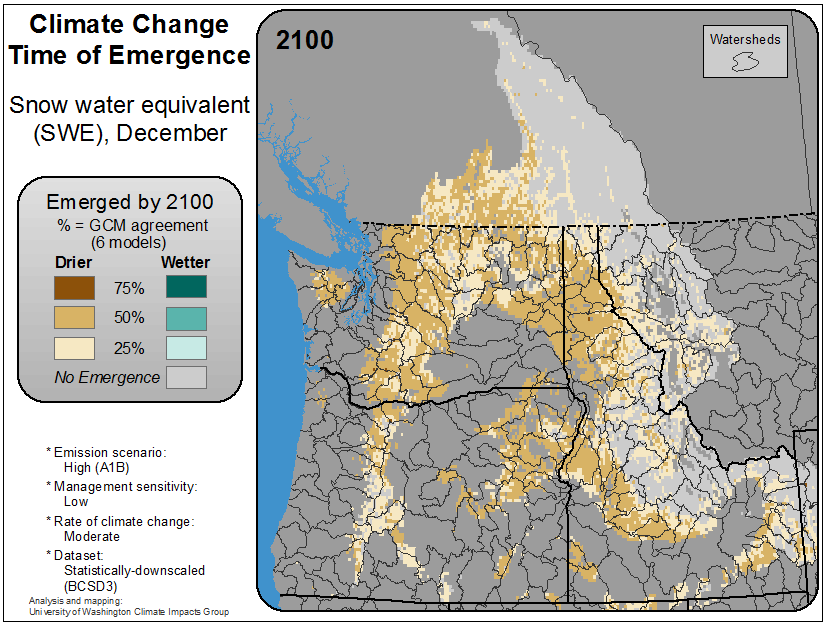 Climate Change
Time of Emergence
Snow water equivalent
(SWE), December
Emerged by 2100
% = GCM agreement
(6 models)
Drier Wetter
75%
50%
25%
No Emergence
* Emission scenario:
High (A1B)
* Management sensitivity:
Low
* Rate of climate change:
Moderate
* Dataset:
Statistically-downscaled
(BCSD3)
Analysis and mapping:
University of Washington Climate Impacts Group
2100
Watersheds